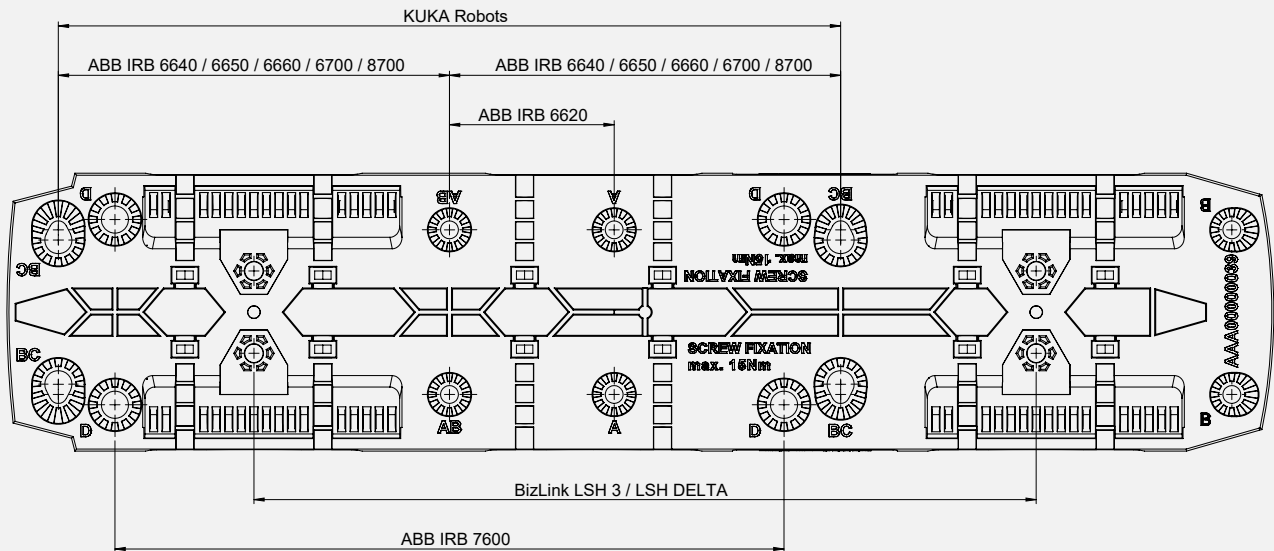 KUKA Robots
ABB IRB 6640 / 6650 / 6660 / 6700 / 8700
ABB IRB 6640 / 6650 / 6660 / 6700 / 8700
ABB IRB 6620
D
AB
A
D
BC
B
BC
SCREW FIXATION
max. 15Nm
AAA00000039
BC
SCREW FIXATION
max. 15Nm
D
AB
A
D
BC
B
BizLink LSH 3 / LSH DELTA
ABB IRB 7600